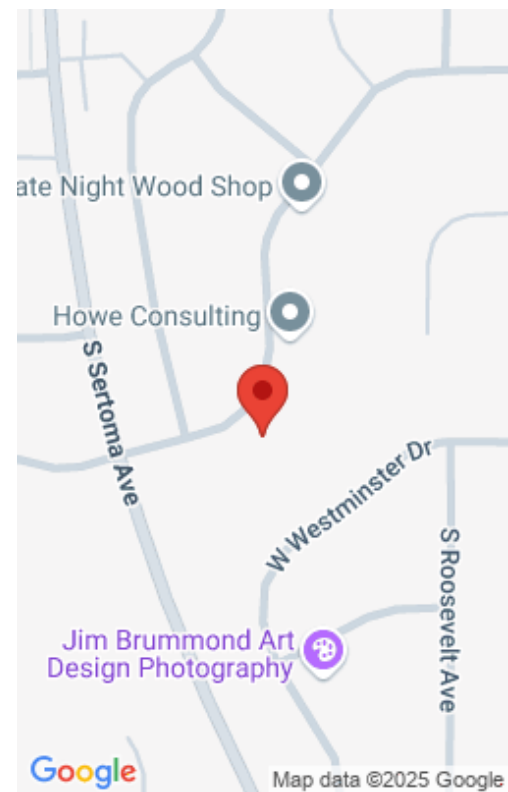 ate Night Wood Shop
Howe Consulting
S Sertoma Ave
W Westminster Dr
S Roosevelt Ave
Jim Brummond Art
Design Photography
Google
Map data ©2025 Google